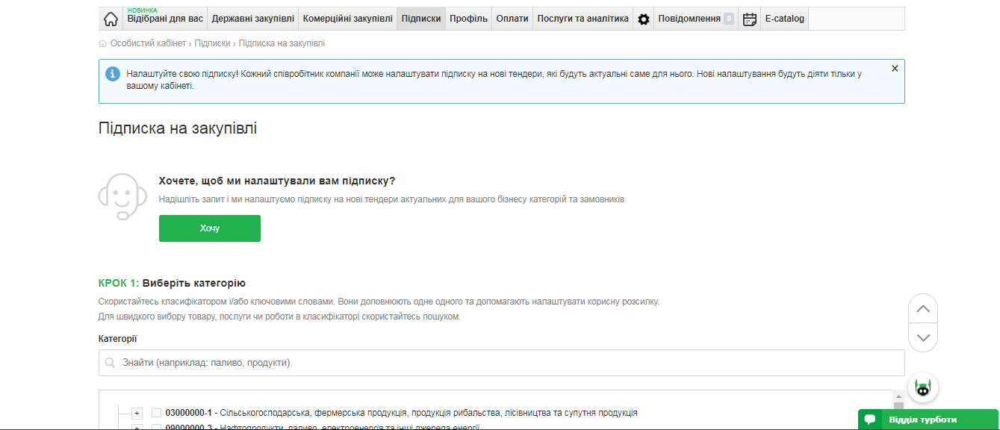 НОВИНКА
Відібрані для вас Державні закупівлі Комерційні закупівлі Підписки Профіль Оплати Послуги та аналітика Повідомлення 0 E-catalog
Особистий кабінет › Підписки › Підписка на закупівлі
Налаштуйте свою підписку! Кожний співробітник компанії може налаштувати підписку на нові тендери, які будуть актуальні саме для нього. Нові налаштування будуть діяти тільки у
вашому кабінеті.
Підписка на закупівлі
Хочете, щоб ми налаштували вам підписку?
Надішліть запит і ми налаштуємо підписку на нові тендери актуальних для вашого бізнесу категорій та замовників
Хочу
КРОК 1: Виберіть категорію
Скористайтесь класифікатором і/або ключовими словами. Вони доповнюють одне одного та допомагають налаштувати корисну розсилку.
Для швидкого вибору товару, послуги чи роботи в класифікаторі скористайтесь пошуком.
Категорії
Знайти (наприклад: паливо, продукти)
03000000-1 - Сільськогосподарська, фермерська продукція, продукція рибальства, лісівництва та супутня продукція
09000000-3 - Нафтопродукти, паливо, електроенергія та інші джерела енергії
Відділ турботи